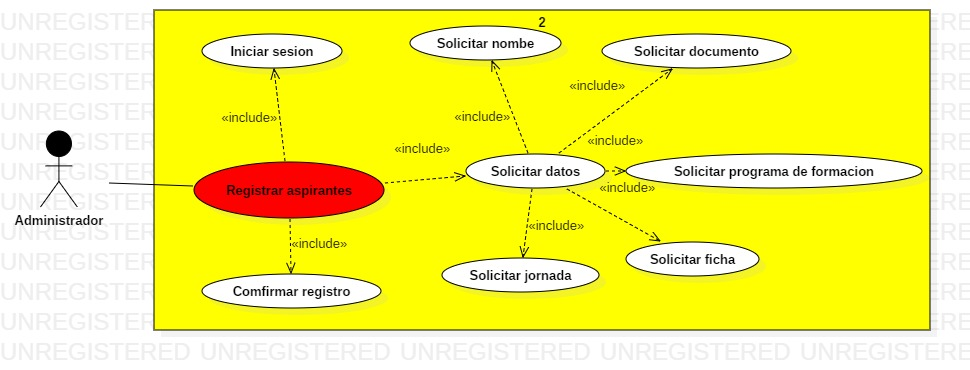 2
Iniciar sesion
Solicitar nombe
Solicitar documento
«include»
«include»
«include»
«include»
«include»
Solicitar datos
Solicitar programa de formacion
Registrar aspirantes
«include»
Administrador
«include»
«include»
Solicitar ficha
Solicitar jornada
Comfirmar registro
UNREGISTERED UNREGISTERED UNREGISTERED UNREGISTERED UNREGISTERED